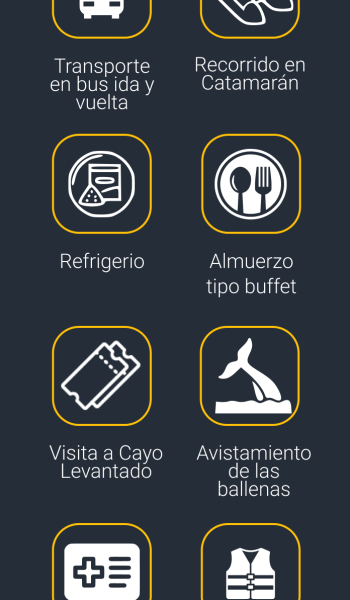 Transporte
en bus ida y
vuelta
Recorrido en
Catamarán
Refrigerio
Almuerzo
tipo buffet
Visita a Cayo
Levantado
Avistamiento
de las
ballenas